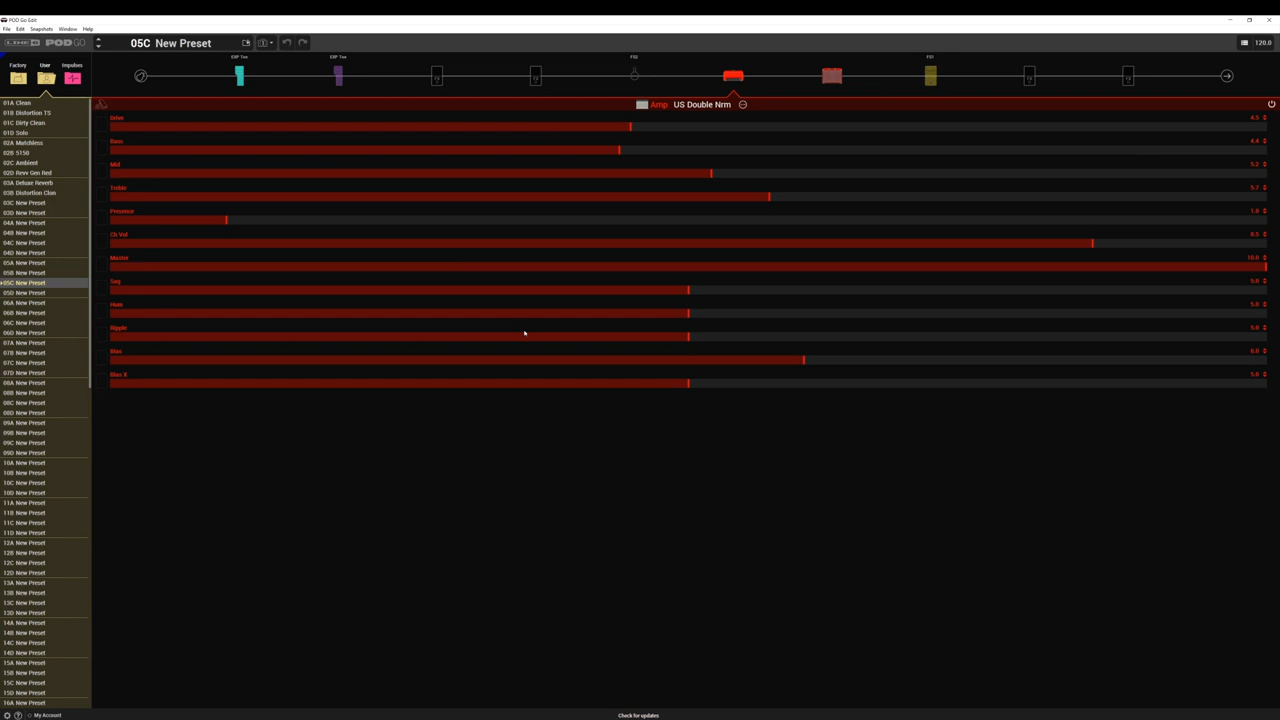 POD Go Edit
File Edit Snapshots Window Help
LINE 6 POD GO
05C New Preset
120.0
Factory User Impulses
EXP Toe EXP Toe FS2 FS1
Amp US Double Nrm
01A Clean
01B Distortion TS
01C Dirty Clean
01D Solo
02A Matchless
02B 5150
02C Ambient
02D Revv Gen Red
03A Deluxe Reverb
03B Distortion Clon
03C New Preset
03D New Preset
04A New Preset
04B New Preset
04C New Preset
04D New Preset
05A New Preset
05B New Preset
05C New Preset
05D New Preset
06A New Preset
06B New Preset
06C New Preset
06D New Preset
07A New Preset
07B New Preset
07C New Preset
07D New Preset
08A New Preset
08B New Preset
08C New Preset
08D New Preset
09A New Preset
09B New Preset
09C New Preset
09D New Preset
10A New Preset
10B New Preset
10C New Preset
10D New Preset
11A New Preset
11B New Preset
11C New Preset
11D New Preset
12A New Preset
12B New Preset
12C New Preset
12D New Preset
13A New Preset
13B New Preset
13C New Preset
13D New Preset
14A New Preset
14B New Preset
14C New Preset
14D New Preset
15A New Preset
15B New Preset
15C New Preset
15D New Preset
16A New Preset
Drive 4.5
Bass 4.4
Mid 5.2
Treble 5.7
Presence 1.0
Ch Vol 8.5
Master 10.0
Sag 5.0
Hum 5.0
Ripple 5.0
Bias 6.0
Bias X 5.0
My Account
Check for updates